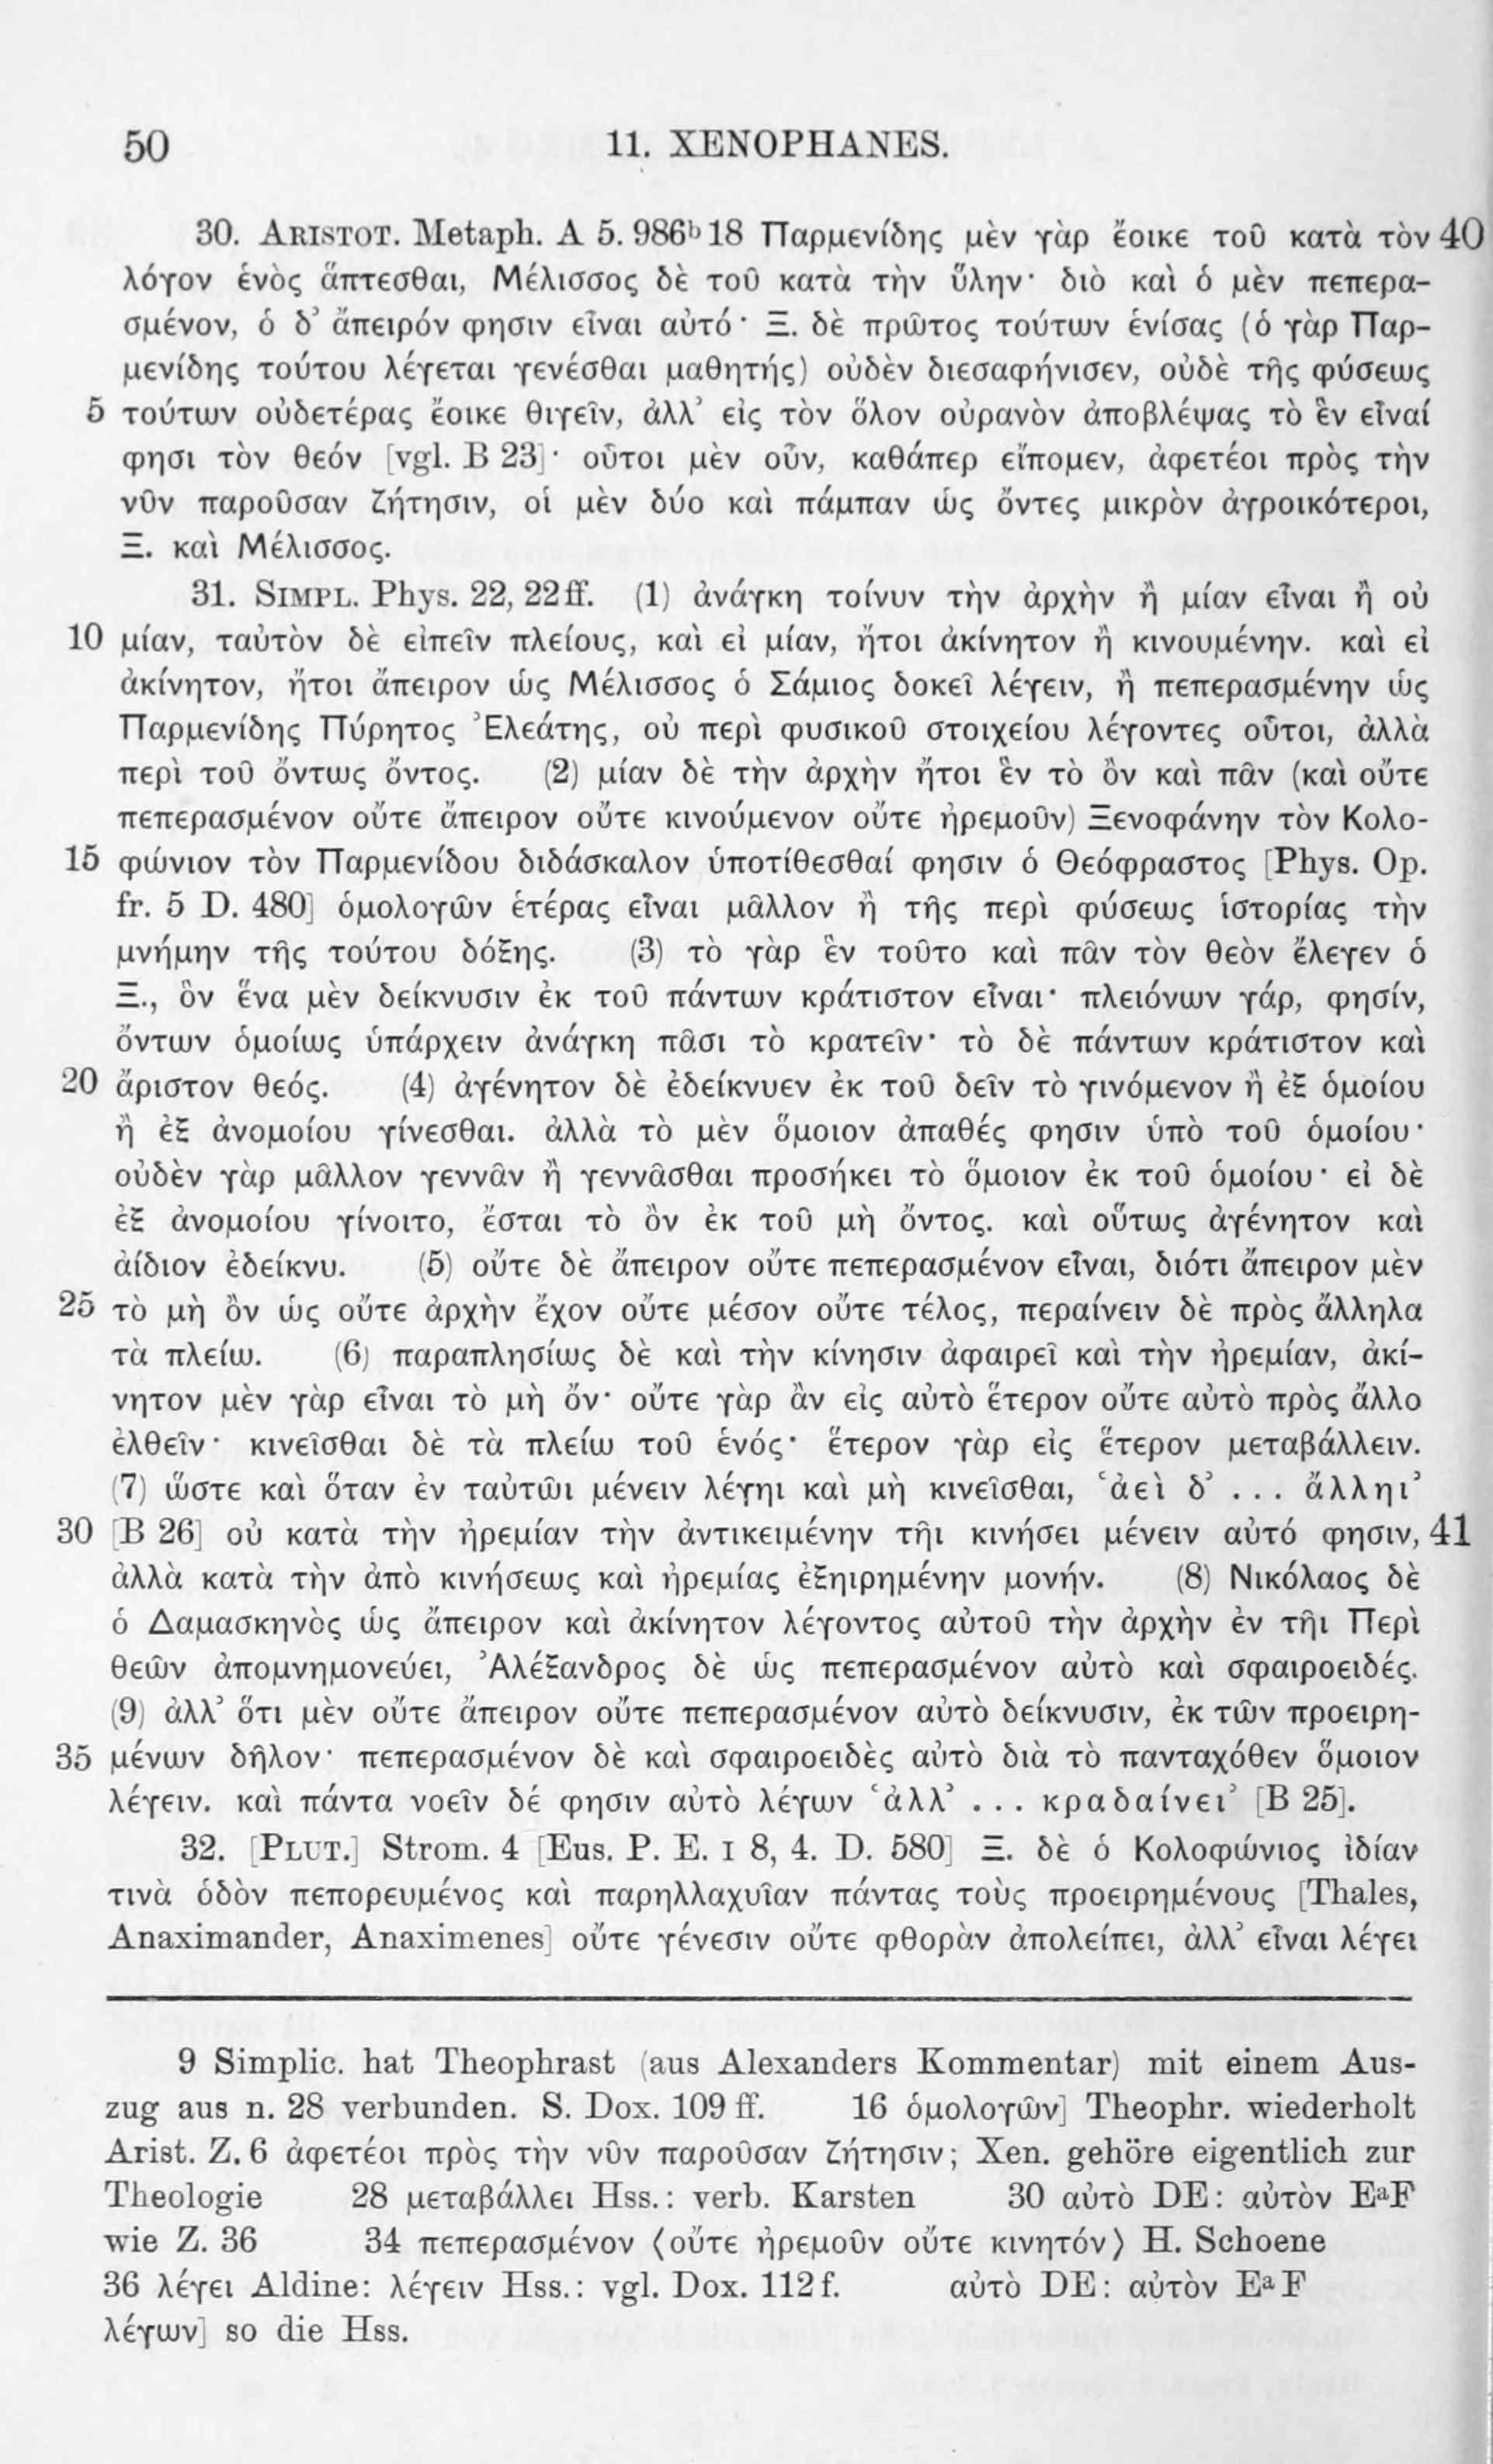 50 11. XENOPHANES.
30. ARISTOT. Metaph. A 5. 986ᵇ 18 Παρμενίδης μὲν γὰρ ἔοικε τοῦ κατὰ τὸν 40
λόγον ἑνὸς ἅπτεσθαι, Μέλισσος δὲ τοῦ κατὰ τὴν ὕλην· διὸ καὶ ὁ μὲν πεπερα-
σμένον, ὁ δ’ ἄπειρόν φησιν εἶναι αὐτό· Ξ. δὲ πρῶτος τούτων ἑνίσας (ὁ γὰρ Παρ-
μενίδης τούτου λέγεται γενέσθαι μαθητής) οὐδὲν διεσαφήνισεν, οὐδὲ τῆς φύσεως
5 τούτων οὐδετέρας ἔοικε θιγεῖν, ἀλλ’ εἰς τὸν ὅλον οὐρανὸν ἀποβλέψας τὸ ἓν εἶναί
φησι τὸν θεόν [vgl. B 23]· οὗτοι μὲν οὖν, καθάπερ εἴπομεν, ἀφετέοι πρὸς τὴν
νῦν παροῦσαν ζήτησιν, οἱ μὲν δύο καὶ πάμπαν ὡς ὄντες μικρὸν ἀγροικότεροι,
Ξ. καὶ Μέλισσος.
31. SIMPL. Phys. 22, 22 ff. (1) ἀνάγκη τοίνυν τὴν ἀρχὴν ἢ μίαν εἶναι ἢ οὐ
10 μίαν, ταὐτὸν δὲ εἰπεῖν πλείους, καὶ εἰ μίαν, ἤτοι ἀκίνητον ἢ κινουμένην. καὶ εἰ
ἀκίνητον, ἤτοι ἄπειρον ὡς Μέλισσος ὁ Σάμιος δοκεῖ λέγειν, ἢ πεπερασμένην ὡς
Παρμενίδης Πύρητος Ἐλεάτης, οὐ περὶ φυσικοῦ στοιχείου λέγοντες οὗτοι, ἀλλὰ
περὶ τοῦ ὄντως ὄντος. (2) μίαν δὲ τὴν ἀρχὴν ἤτοι ἓν τὸ ὂν καὶ πᾶν (καὶ οὔτε
πεπερασμένον οὔτε ἄπειρον οὔτε κινούμενον οὔτε ἠρεμοῦν) Ξενοφάνην τὸν Κολο-
15 φώνιον τὸν Παρμενίδου διδάσκαλον ὑποτίθεσθαί φησιν ὁ Θεόφραστος [Phys. Op.
fr. 5 D. 480] ὁμολογῶν ἑτέρας εἶναι μᾶλλον ἢ τῆς περὶ φύσεως ἱστορίας τὴν
μνήμην τῆς τούτου δόξης. (3) τὸ γὰρ ἓν τοῦτο καὶ πᾶν τὸν θεὸν ἔλεγεν ὁ
Ξ., ὃν ἕνα μὲν δείκνυσιν ἐκ τοῦ πάντων κράτιστον εἶναι· πλειόνων γάρ, φησίν,
ὄντων ὁμοίως ὑπάρχειν ἀνάγκη πᾶσι τὸ κρατεῖν· τὸ δὲ πάντων κράτιστον καὶ
20 ἄριστον θεός. (4) ἀγένητον δὲ ἐδείκνυεν ἐκ τοῦ δεῖν τὸ γινόμενον ἢ ἐξ ὁμοίου
ἢ ἐξ ἀνομοίου γίνεσθαι. ἀλλὰ τὸ μὲν ὅμοιον ἀπαθές φησιν ὑπὸ τοῦ ὁμοίου·
οὐδὲν γὰρ μᾶλλον γεννᾶν ἢ γεννᾶσθαι προσήκει τὸ ὅμοιον ἐκ τοῦ ὁμοίου· εἰ δὲ
ἐξ ἀνομοίου γίνοιτο, ἔσται τὸ ὂν ἐκ τοῦ μὴ ὄντος. καὶ οὕτως ἀγένητον καὶ
ἀίδιον ἐδείκνυ. (5) οὔτε δὲ ἄπειρον οὔτε πεπερασμένον εἶναι, διότι ἄπειρον μὲν
25 τὸ μὴ ὂν ὡς οὔτε ἀρχὴν ἔχον οὔτε μέσον οὔτε τέλος, περαίνειν δὲ πρὸς ἄλληλα
τὰ πλείω. (6) παραπλησίως δὲ καὶ τὴν κίνησιν ἀφαιρεῖ καὶ τὴν ἠρεμίαν, ἀκί-
νητον μὲν γὰρ εἶναι τὸ μὴ ὄν· οὔτε γὰρ ἂν εἰς αὐτὸ ἕτερον οὔτε αὐτὸ πρὸς ἄλλο
ἐλθεῖν· κινεῖσθαι δὲ τὰ πλείω τοῦ ἑνός· ἕτερον γὰρ εἰς ἕτερον μεταβάλλειν.
(7) ὥστε καὶ ὅταν ἐν ταὐτῶι μένειν λέγηι καὶ μὴ κινεῖσθαι, ‘ἀεὶ δ’ ... ἄλληι’
30 [B 26] οὐ κατὰ τὴν ἠρεμίαν τὴν ἀντικειμένην τῆι κινήσει μένειν αὐτό φησιν, 41
ἀλλὰ κατὰ τὴν ἀπὸ κινήσεως καὶ ἠρεμίας ἐξηιρημένην μονήν. (8) Νικόλαος δὲ
ὁ Δαμασκηνὸς ὡς ἄπειρον καὶ ἀκίνητον λέγοντος αὐτοῦ τὴν ἀρχὴν ἐν τῆι Περὶ
θεῶν ἀπομνημονεύει, Ἀλέξανδρος δὲ ὡς πεπερασμένον αὐτὸ καὶ σφαιροειδές.
(9) ἀλλ’ ὅτι μὲν οὔτε ἄπειρον οὔτε πεπερασμένον αὐτὸ δείκνυσιν, ἐκ τῶν προειρη-
35 μένων δῆλον· πεπερασμένον δὲ καὶ σφαιροειδὲς αὐτὸ διὰ τὸ πανταχόθεν ὅμοιον
λέγειν. καὶ πάντα νοεῖν δέ φησιν αὐτὸ λέγων ‘ἀλλ’ ... κραδαίνει’ [B 25].
32. [PLUT.] Strom. 4 [Eus. P. E. I 8, 4. D. 580] Ξ. δὲ ὁ Κολοφώνιος ἰδίαν
τινὰ ὁδὸν πεπορευμένος καὶ παρηλλαχυῖαν πάντας τοὺς προειρημένους [Thales,
Anaximander, Anaximenes] οὔτε γένεσιν οὔτε φθορὰν ἀπολείπει, ἀλλ’ εἶναι λέγει
9 Simplic. hat Theophrast (aus Alexanders Kommentar) mit einem Aus-
zug aus n. 28 verbunden. S. Dox. 109 ff. 16 ὁμολογῶν] Theophr. wiederholt
Arist. Z. 6 ἀφετέοι πρὸς τὴν νῦν παροῦσαν ζήτησιν; Xen. gehöre eigentlich zur
Theologie 28 μεταβάλλει Hss.: verb. Karsten 30 αὐτὸ DE: αὐτὸν EᵃF
wie Z. 36 34 πεπερασμένον ⟨οὔτε ἠρεμοῦν οὔτε κινητόν⟩ H. Schoene
36 λέγει Aldine: λέγειν Hss.: vgl. Dox. 112 f. αὐτὸ DE: αὐτὸν Eᵃ F
λέγων] so die Hss.